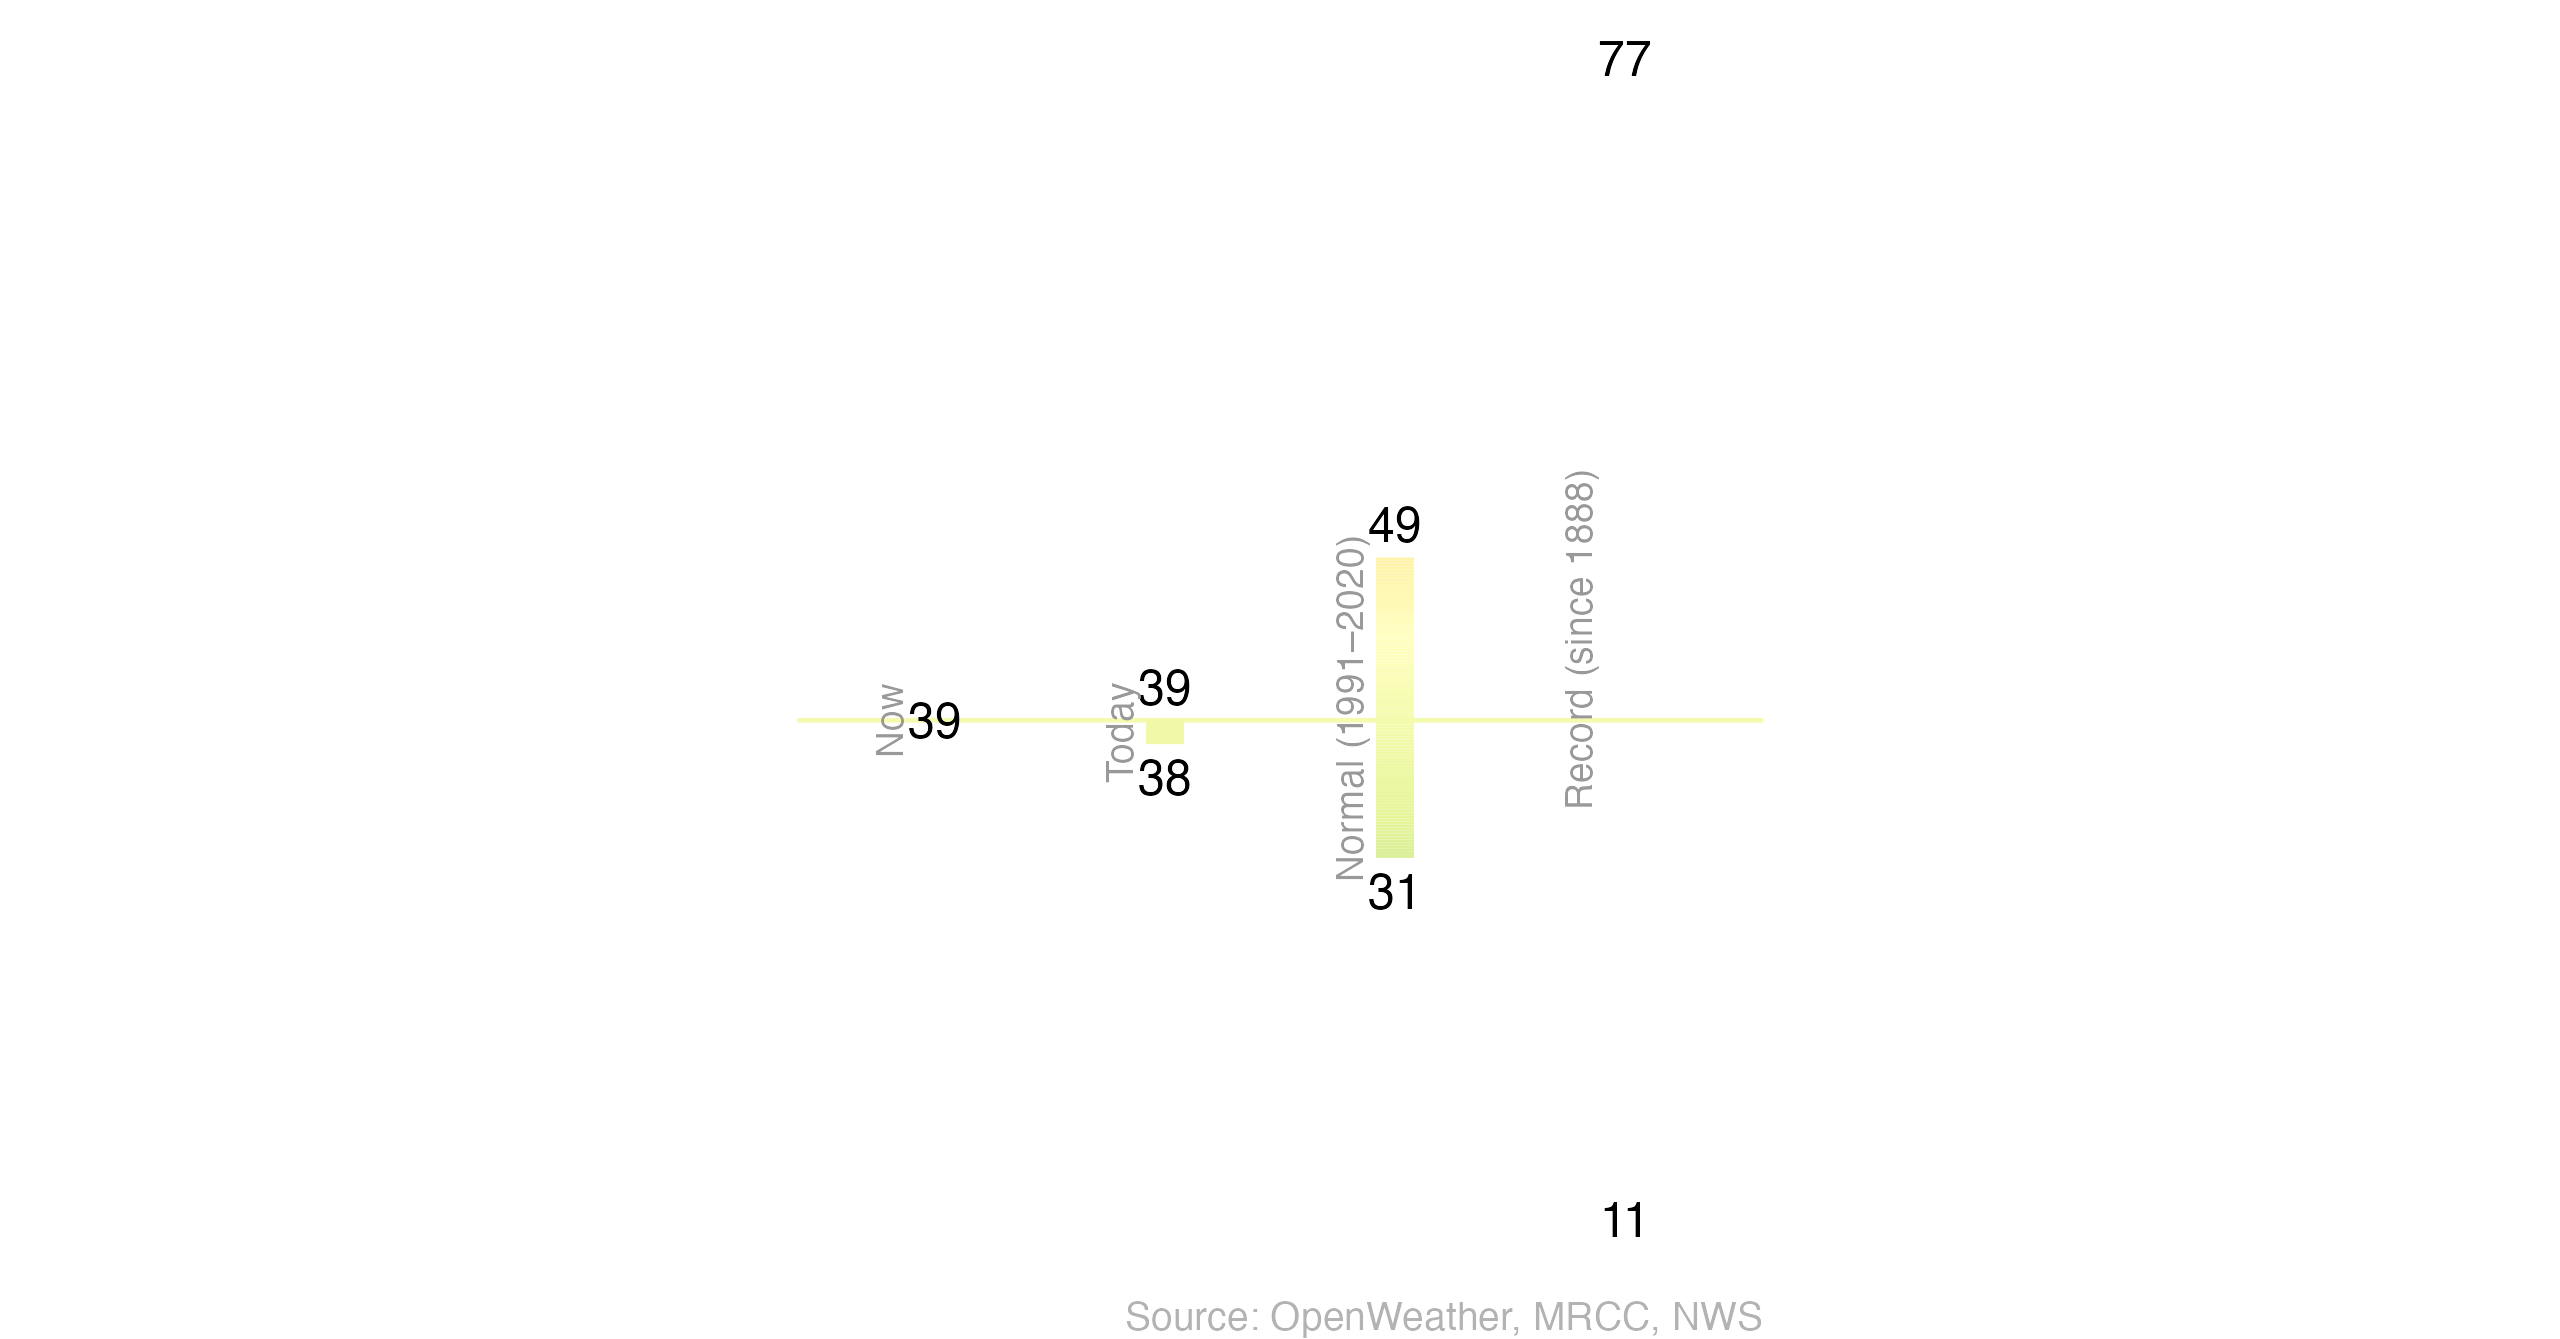 77
Record (since 1888)
11
49
Normal (1991–2020)
31
39
Today
38
Now
39
Source: OpenWeather, MRCC, NWS